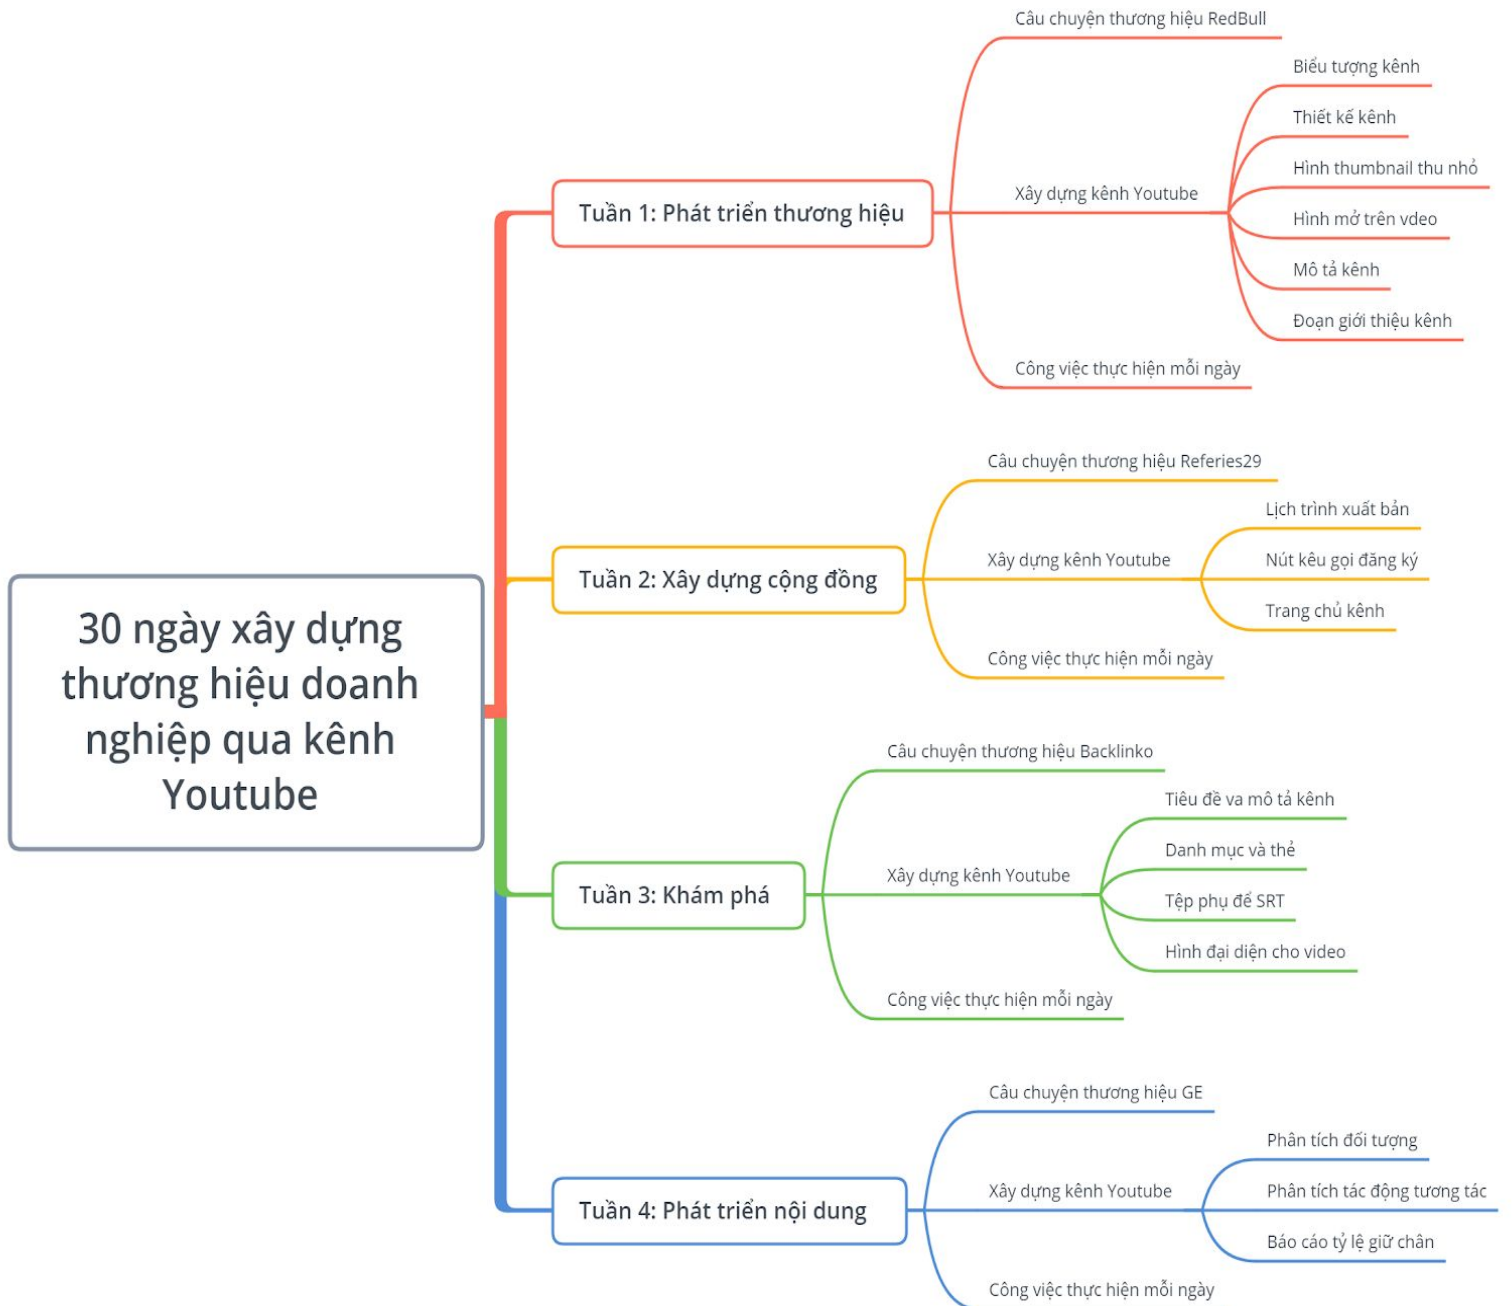 30 ngày xây dựng
thương hiệu doanh
nghiệp qua kênh
Youtube
Tuần 1: Phát triển thương hiệu
Câu chuyện thương hiệu RedBull
Xây dựng kênh Youtube
Biểu tượng kênh
Thiết kế kênh
Hình thumbnail thu nhỏ
Hình mở trên vdeo
Mô tả kênh
Đoạn giới thiệu kênh
Công việc thực hiện mỗi ngày
Tuần 2: Xây dựng cộng đồng
Câu chuyện thương hiệu Referies29
Xây dựng kênh Youtube
Lịch trình xuất bản
Nút kêu gọi đăng ký
Trang chủ kênh
Công việc thực hiện mỗi ngày
Tuần 3: Khám phá
Câu chuyện thương hiệu Backlinko
Xây dựng kênh Youtube
Tiêu đề va mô tả kênh
Danh mục và thẻ
Tệp phụ để SRT
Hình đại diện cho video
Công việc thực hiện mỗi ngày
Tuần 4: Phát triển nội dung
Câu chuyện thương hiệu GE
Xây dựng kênh Youtube
Phân tích đối tượng
Phân tích tác động tương tác
Báo cáo tỷ lệ giữ chân
Công việc thực hiện mỗi ngày